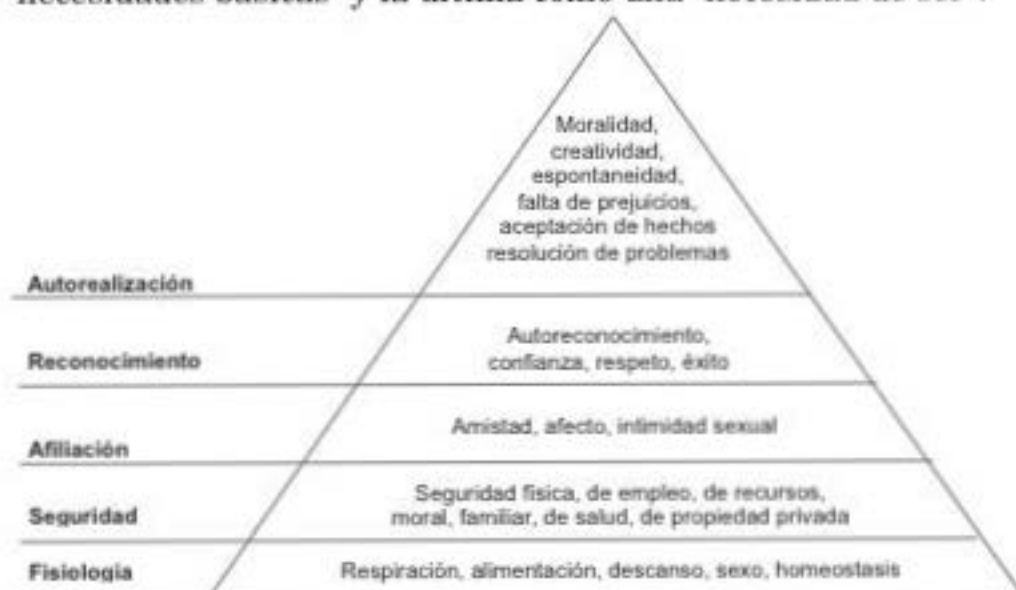 Moralidad,
creatividad,
espontaneidad,
falta de prejuicios,
aceptación de hechos
resolución de problemas
Autorealización
Autoreconocimiento,
confianza, respeto, éxito
Reconocimiento
Amistad, afecto, intimidad sexual
Afiliación
Seguridad física, de empleo, de recursos,
moral, familiar, de salud, de propiedad privada
Seguridad
Fisiologia
Respiración, alimentación, descanso, sexo, homeostasis